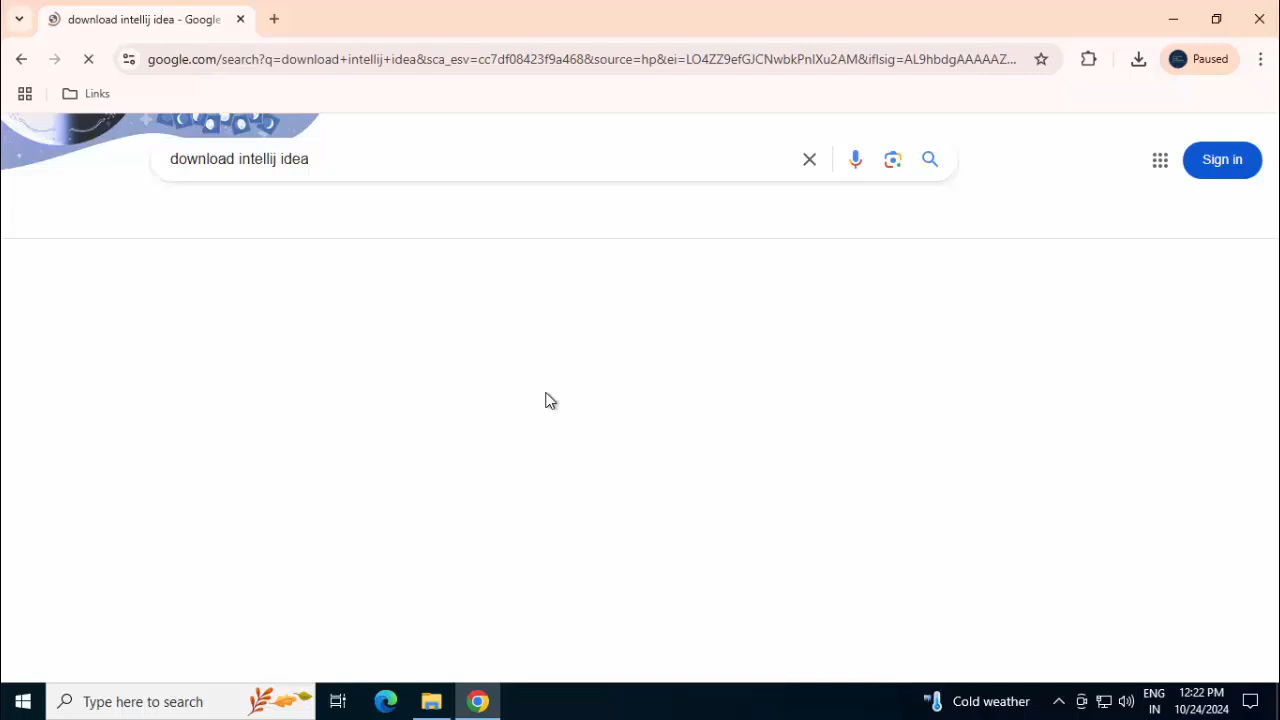 download intellij idea - Google
google.com/search?q=download+intellij+idea&sca_esv=cc7df08423f9a468&source=hp&ei=LO4ZZ9efGJCNwbkPnIXu2AM&iflsig=AL9hbdgAAAAAZ...
Paused
Links
download intellij idea
Sign in
Type here to search
Cold weather
ENG
IN
12:22 PM
10/24/2024